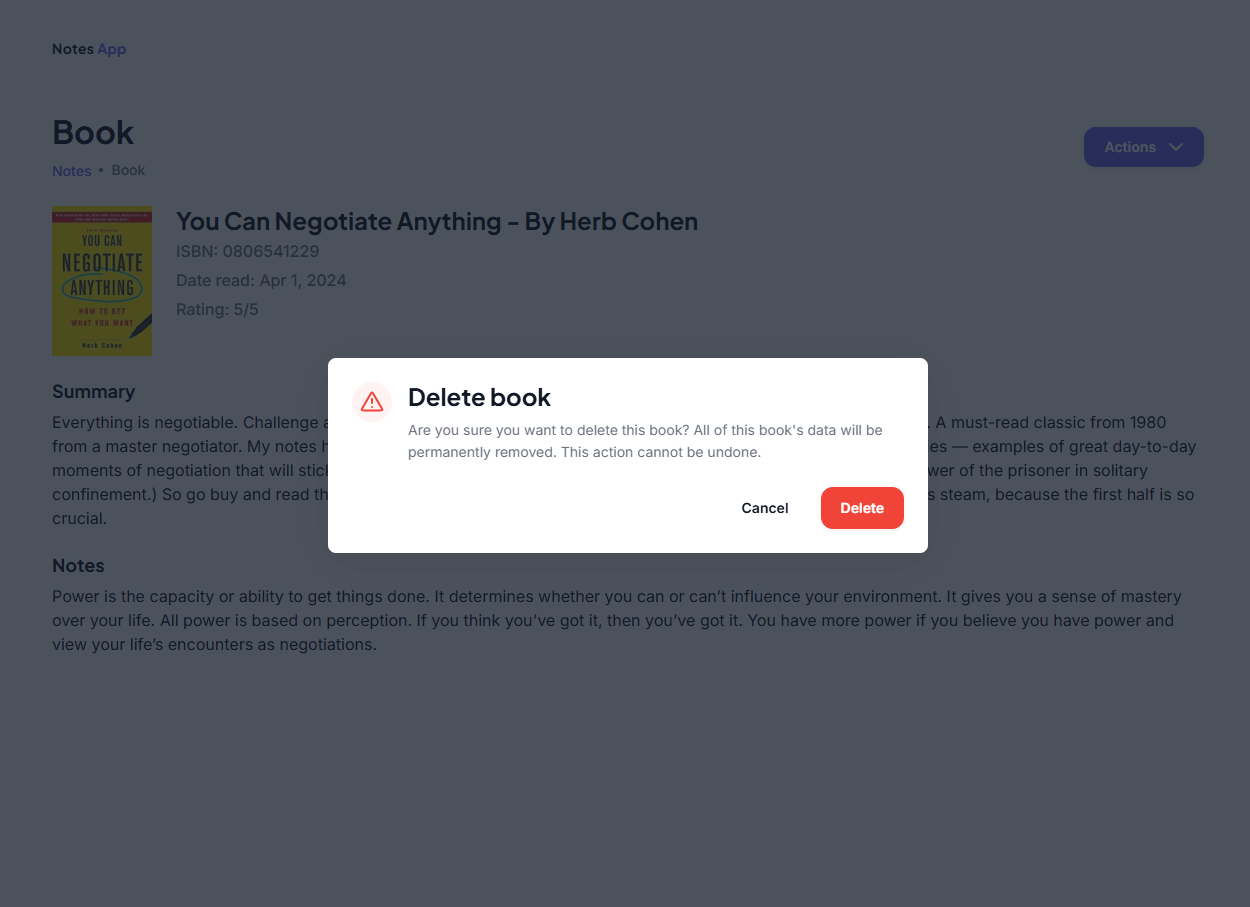 Notes App
Book
Actions
Notes • Book
YOU CAN
NEGOTIATE
ANYTHING
HOW TO GET
WHAT YOU WANT
Herb Cohen
You Can Negotiate Anything – By Herb Cohen
ISBN: 0806541229
Date read: Apr 1, 2024
Rating: 5/5
Summary
Everything is negotiable. Challenge . A must-read classic from 1980
from a master negotiator. My notes — examples of great day-to-day
moments of negotiation that will of the prisoner in solitary
confinement.) So go buy and read steam, because the first half is so
crucial.
Delete book
Are you sure you want to delete this book? All of this book's data will be
permanently removed. This action cannot be undone.
Cancel
Delete
Notes
Power is the capacity or ability to get things done. It determines whether you can or can’t influence your environment. It gives you a sense of mastery
over your life. All power is based on perception. If you think you’ve got it, then you’ve got it. You have more power if you believe you have power and
view your life’s encounters as negotiations.